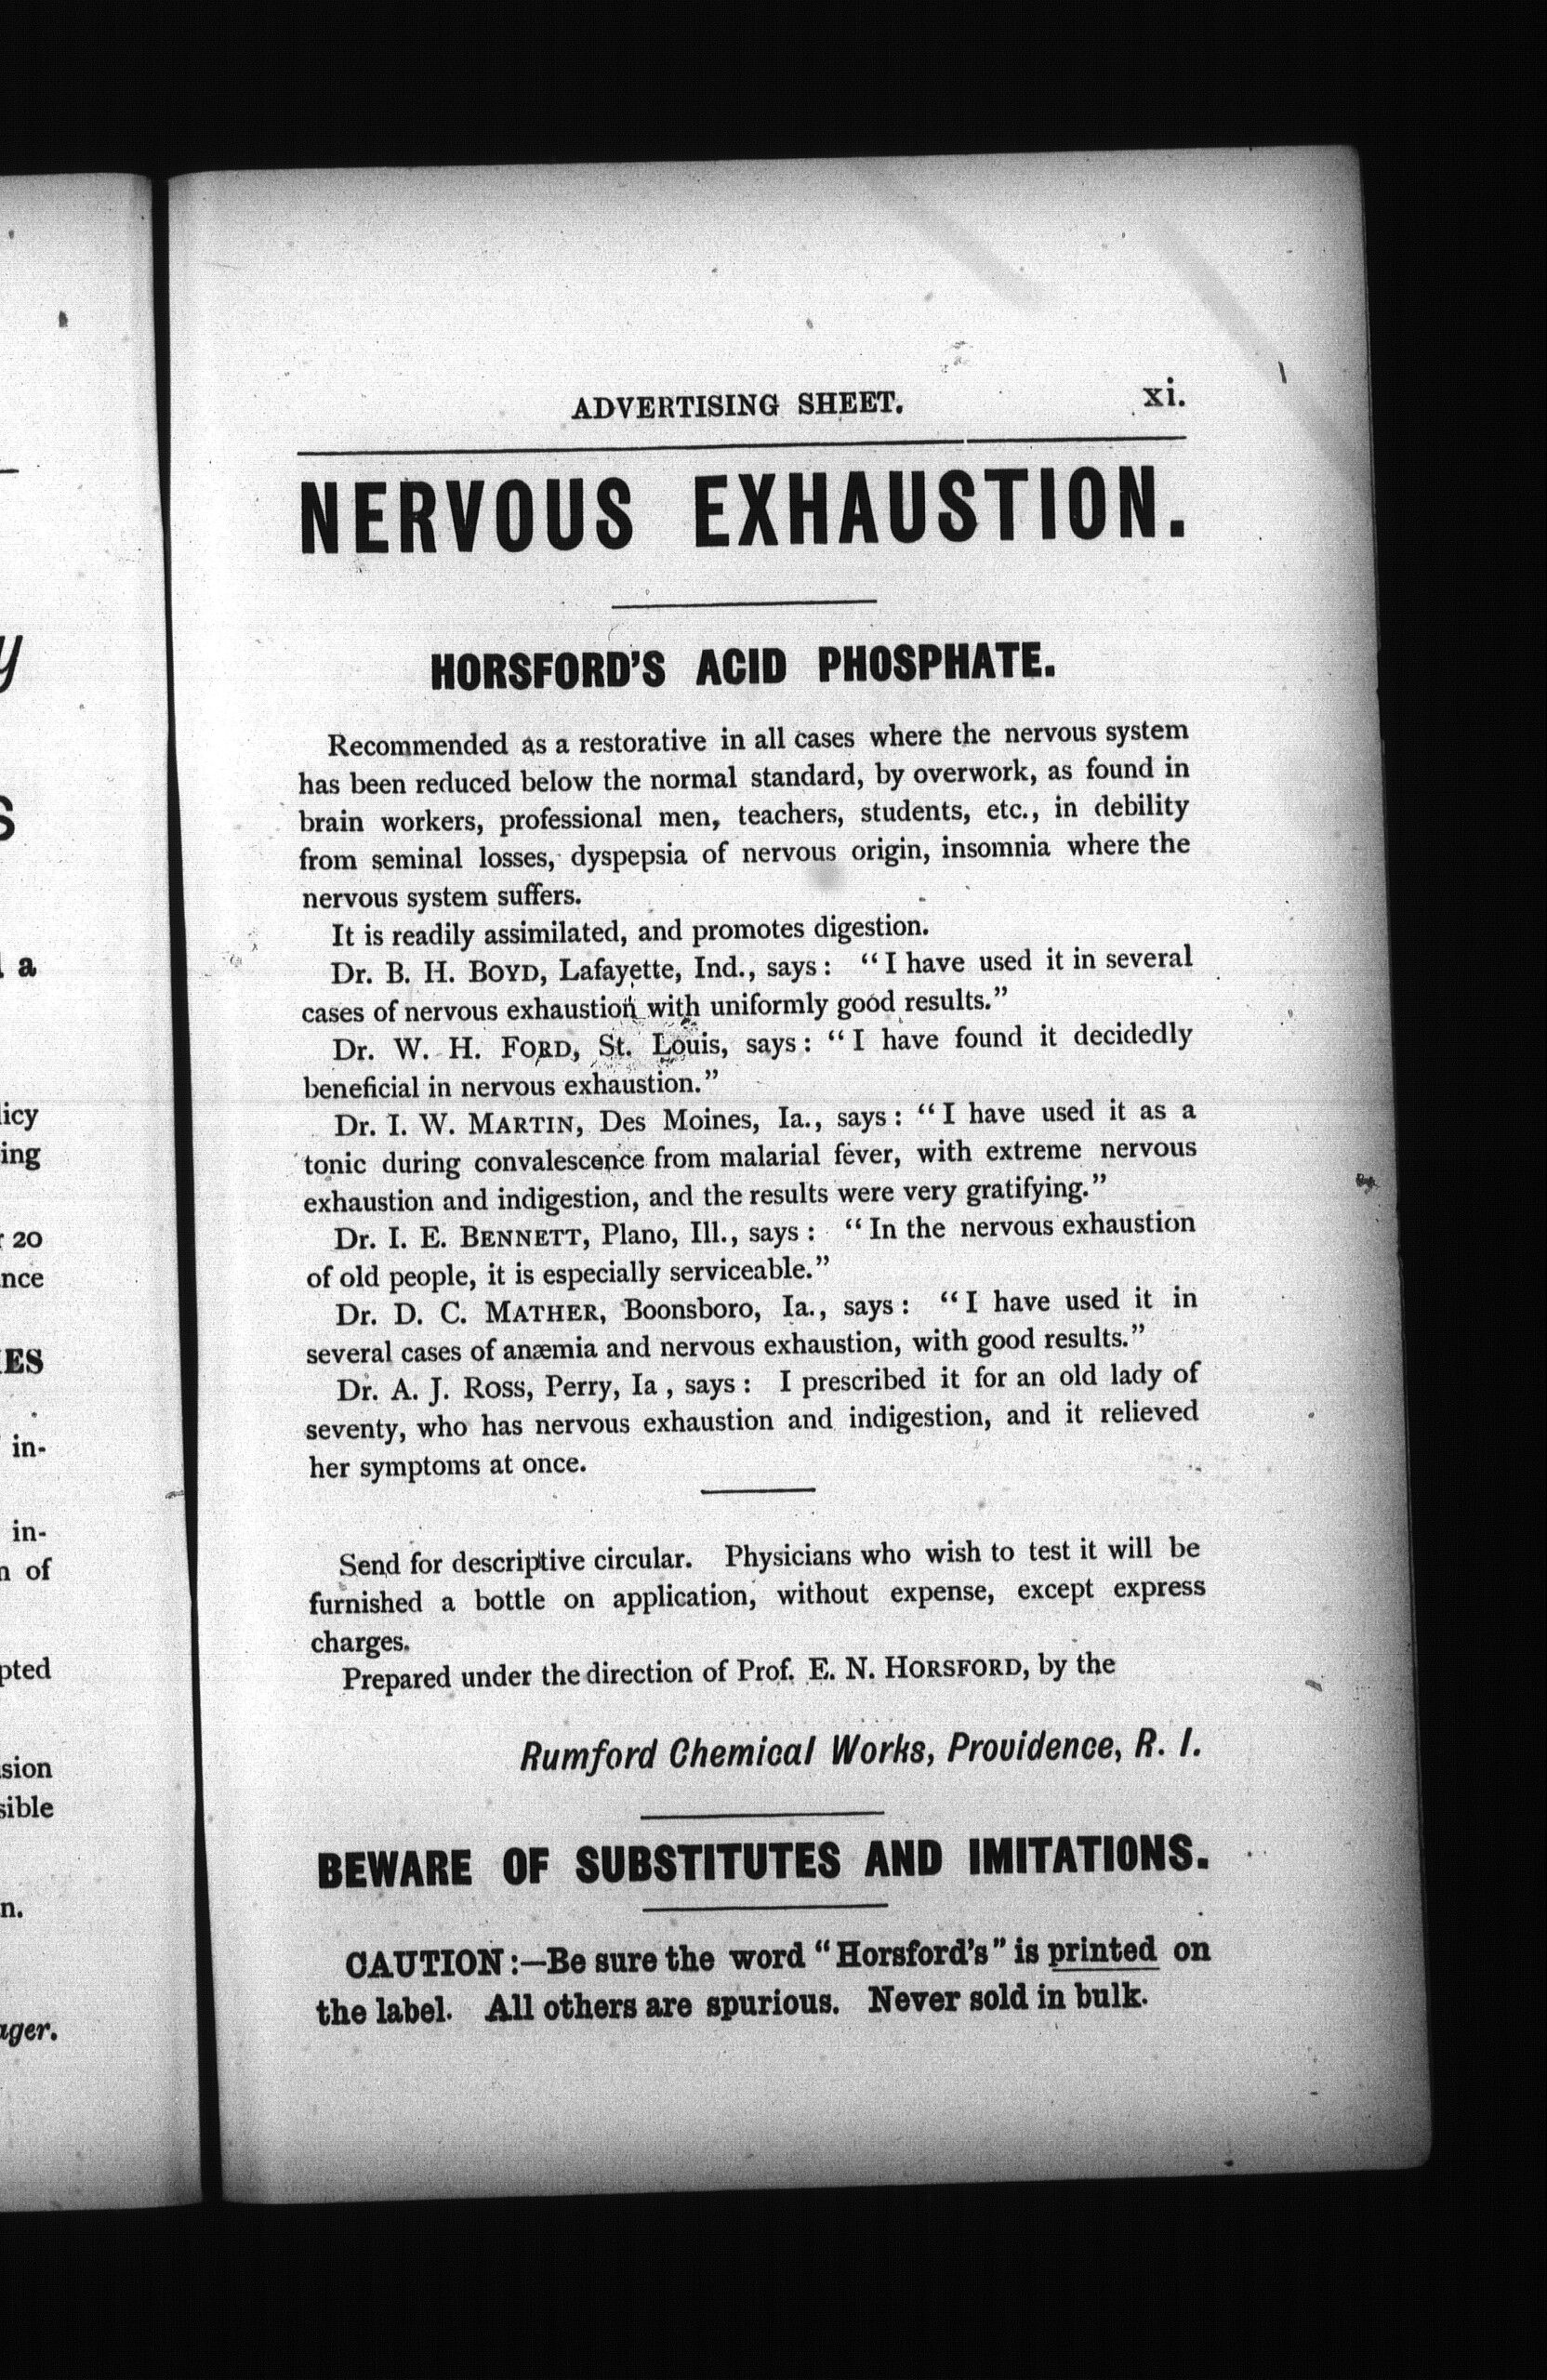 ADVERTISING SHEET. xi.
NERVOUS EXHAUSTION.
HORSFORD'S ACID PHOSPHATE.
Recommended as a restorative in all cases where the nervous system
has been reduced below the normal standard, by overwork, as found in
brain workers, professional men, teachers, students, etc., in debility
from seminal losses, dyspepsia of nervous origin, insomnia where the
nervous system suffers.
It is readily assimilated, and promotes digestion.
Dr. B. H. BOYD, Lafayette, Ind., says: "I have used it in several
cases of nervous exhaustion with uniformly good results."
Dr. W. H. FORD, St. Louis, says: "I have found it decidedly
beneficial in nervous exhaustion."
Dr. I. W. MARTIN, Des Moines, Ia., says: "I have used it as a
tonic during convalescence from malarial fever, with extreme nervous
exhaustion and indigestion, and the results were very gratifying."
Dr. I. E. BENNETT, Plano, Ill., says: "In the nervous exhaustion
of old people, it is especially serviceable."
Dr. D. C. MATHER, Boonsboro, Ia., says: "I have used it in
several cases of anæmia and nervous exhaustion, with good results."
Dr. A. J. ROSS, Perry, Ia , says: I prescribed it for an old lady of
seventy, who has nervous exhaustion and indigestion, and it relieved
her symptoms at once.
Send for descriptive circular. Physicians who wish to test it will be
furnished a bottle on application, without expense, except express
charges.
Prepared under the direction of Prof. E. N. HORSFORD, by the
Rumford Chemical Works, Providence, R. I.
BEWARE OF SUBSTITUTES AND IMITATIONS.
CAUTION:—Be sure the word "Horsford's" is printed on
the label. All others are spurious. Never sold in bulk.